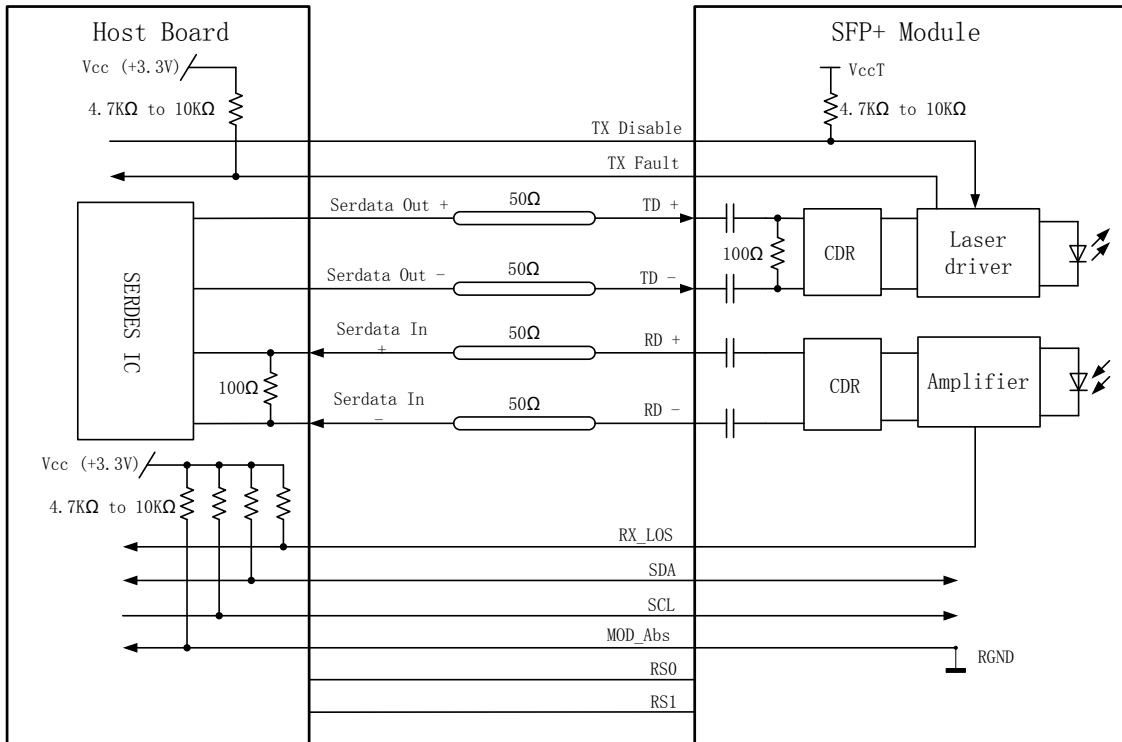 Host Board
SFP+ Module
Vcc (+3.3V)
VccT
4.7KΩ to 10KΩ
4.7KΩ to 10KΩ
TX Disable
TX Fault
Serdata Out +
50Ω
TD +
SERDES IC
100Ω
CDR
Laser
driver
Serdata Out -
50Ω
TD -
Serdata In
+
50Ω
RD +
100Ω
CDR
Amplifier
Serdata In
-
50Ω
RD -
Vcc (+3.3V)
4.7KΩ to 10KΩ
RX_LOS
SDA
SCL
MOD_Abs
RGND
RS0
RS1